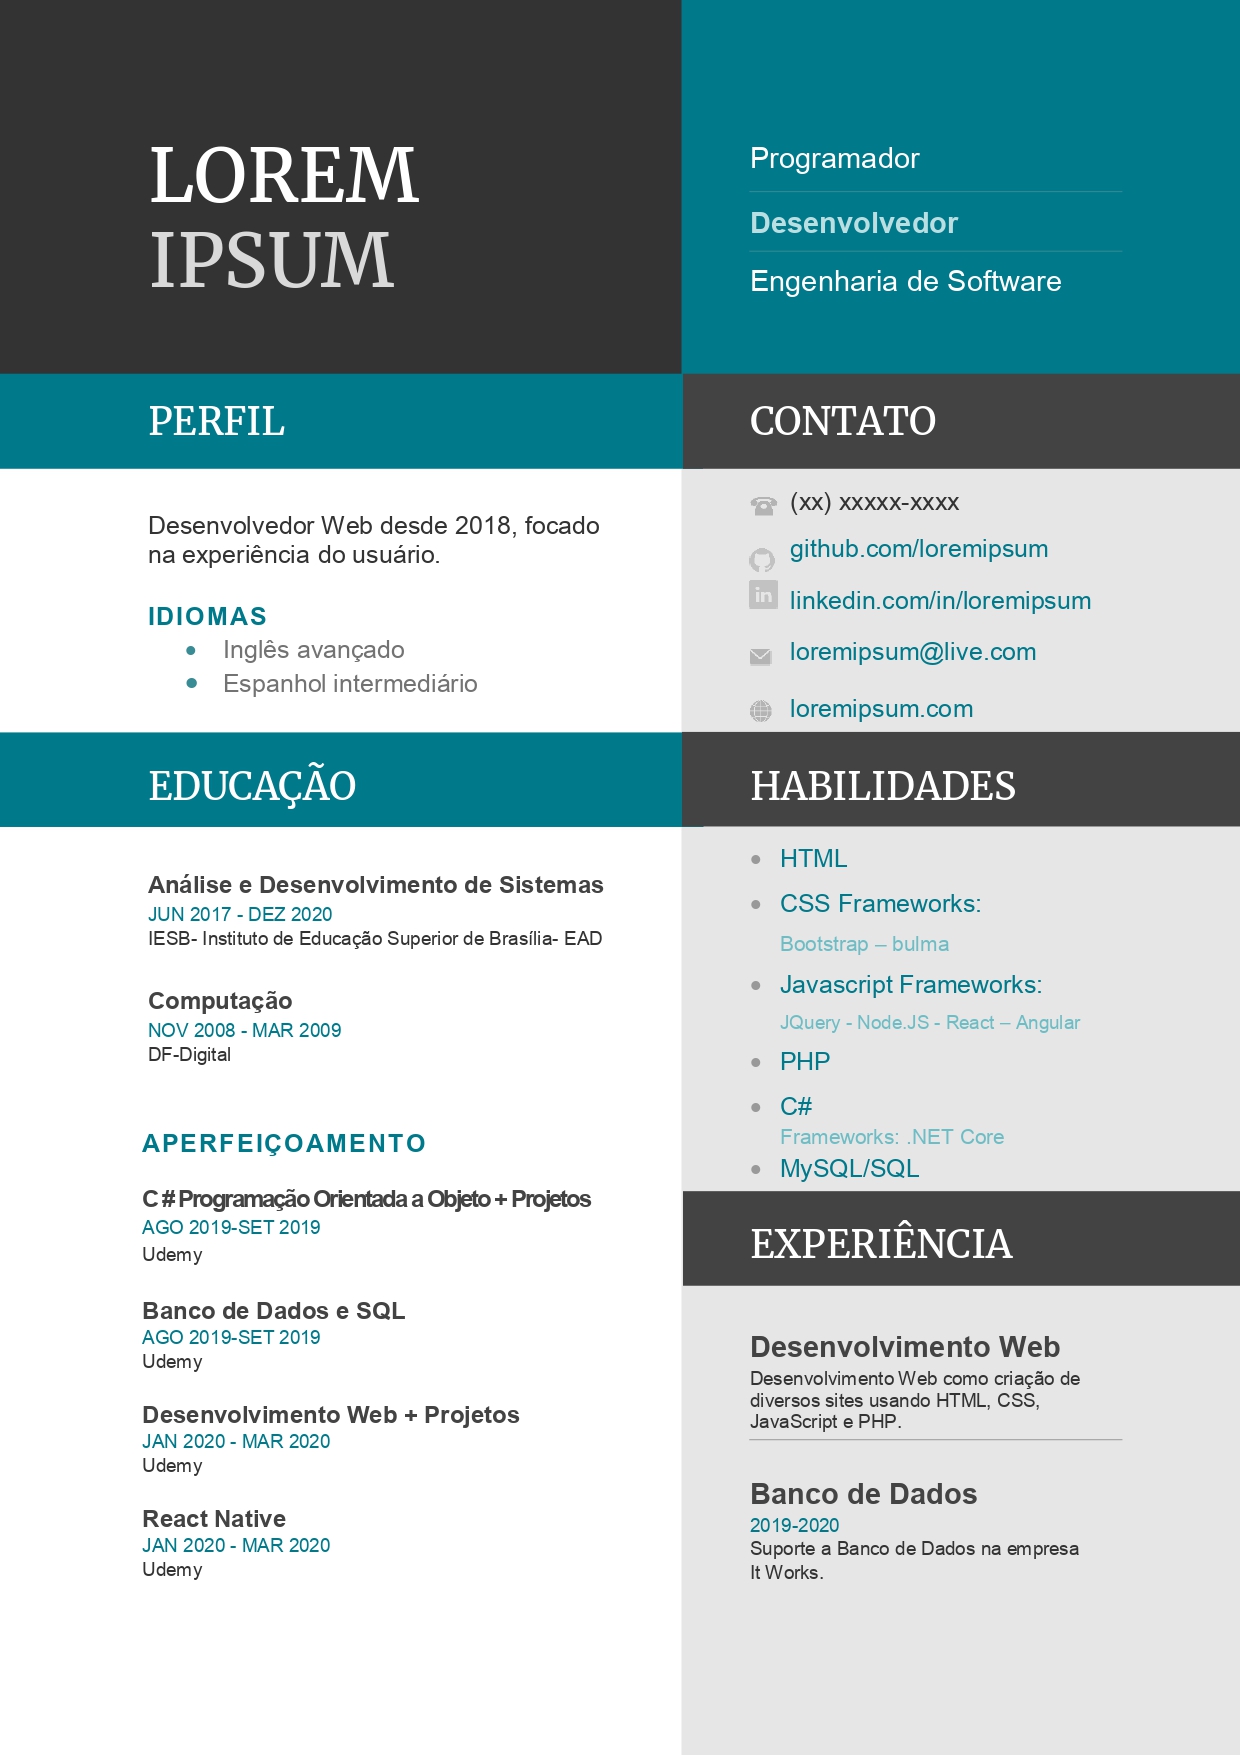 LOREM
IPSUM
Programador
Desenvolvedor
Engenharia de Software
PERFIL
Desenvolvedor Web desde 2018, focado
na experiência do usuário.
IDIOMAS
• Inglês avançado
• Espanhol intermediário
EDUCAÇÃO
Análise e Desenvolvimento de Sistemas
JUN 2017 - DEZ 2020
IESB- Instituto de Educação Superior de Brasília- EAD
Computação
NOV 2008 - MAR 2009
DF-Digital
APERFEIÇOAMENTO
C # Programação Orientada a Objeto + Projetos
AGO 2019-SET 2019
Udemy
Banco de Dados e SQL
AGO 2019-SET 2019
Udemy
Desenvolvimento Web + Projetos
JAN 2020 - MAR 2020
Udemy
React Native
JAN 2020 - MAR 2020
Udemy
CONTATO
(xx) xxxxx-xxxx
github.com/loremipsum
in
linkedin.com/in/loremipsum
loremipsum@live.com
loremipsum.com
HABILIDADES
• HTML
• CSS Frameworks:
Bootstrap – bulma
• Javascript Frameworks:
JQuery - Node.JS - React – Angular
• PHP
• C#
Frameworks: .NET Core
• MySQL/SQL
EXPERIÊNCIA
Desenvolvimento Web
Desenvolvimento Web como criação de
diversos sites usando HTML, CSS,
JavaScript e PHP.
Banco de Dados
2019-2020
Suporte a Banco de Dados na empresa
It Works.